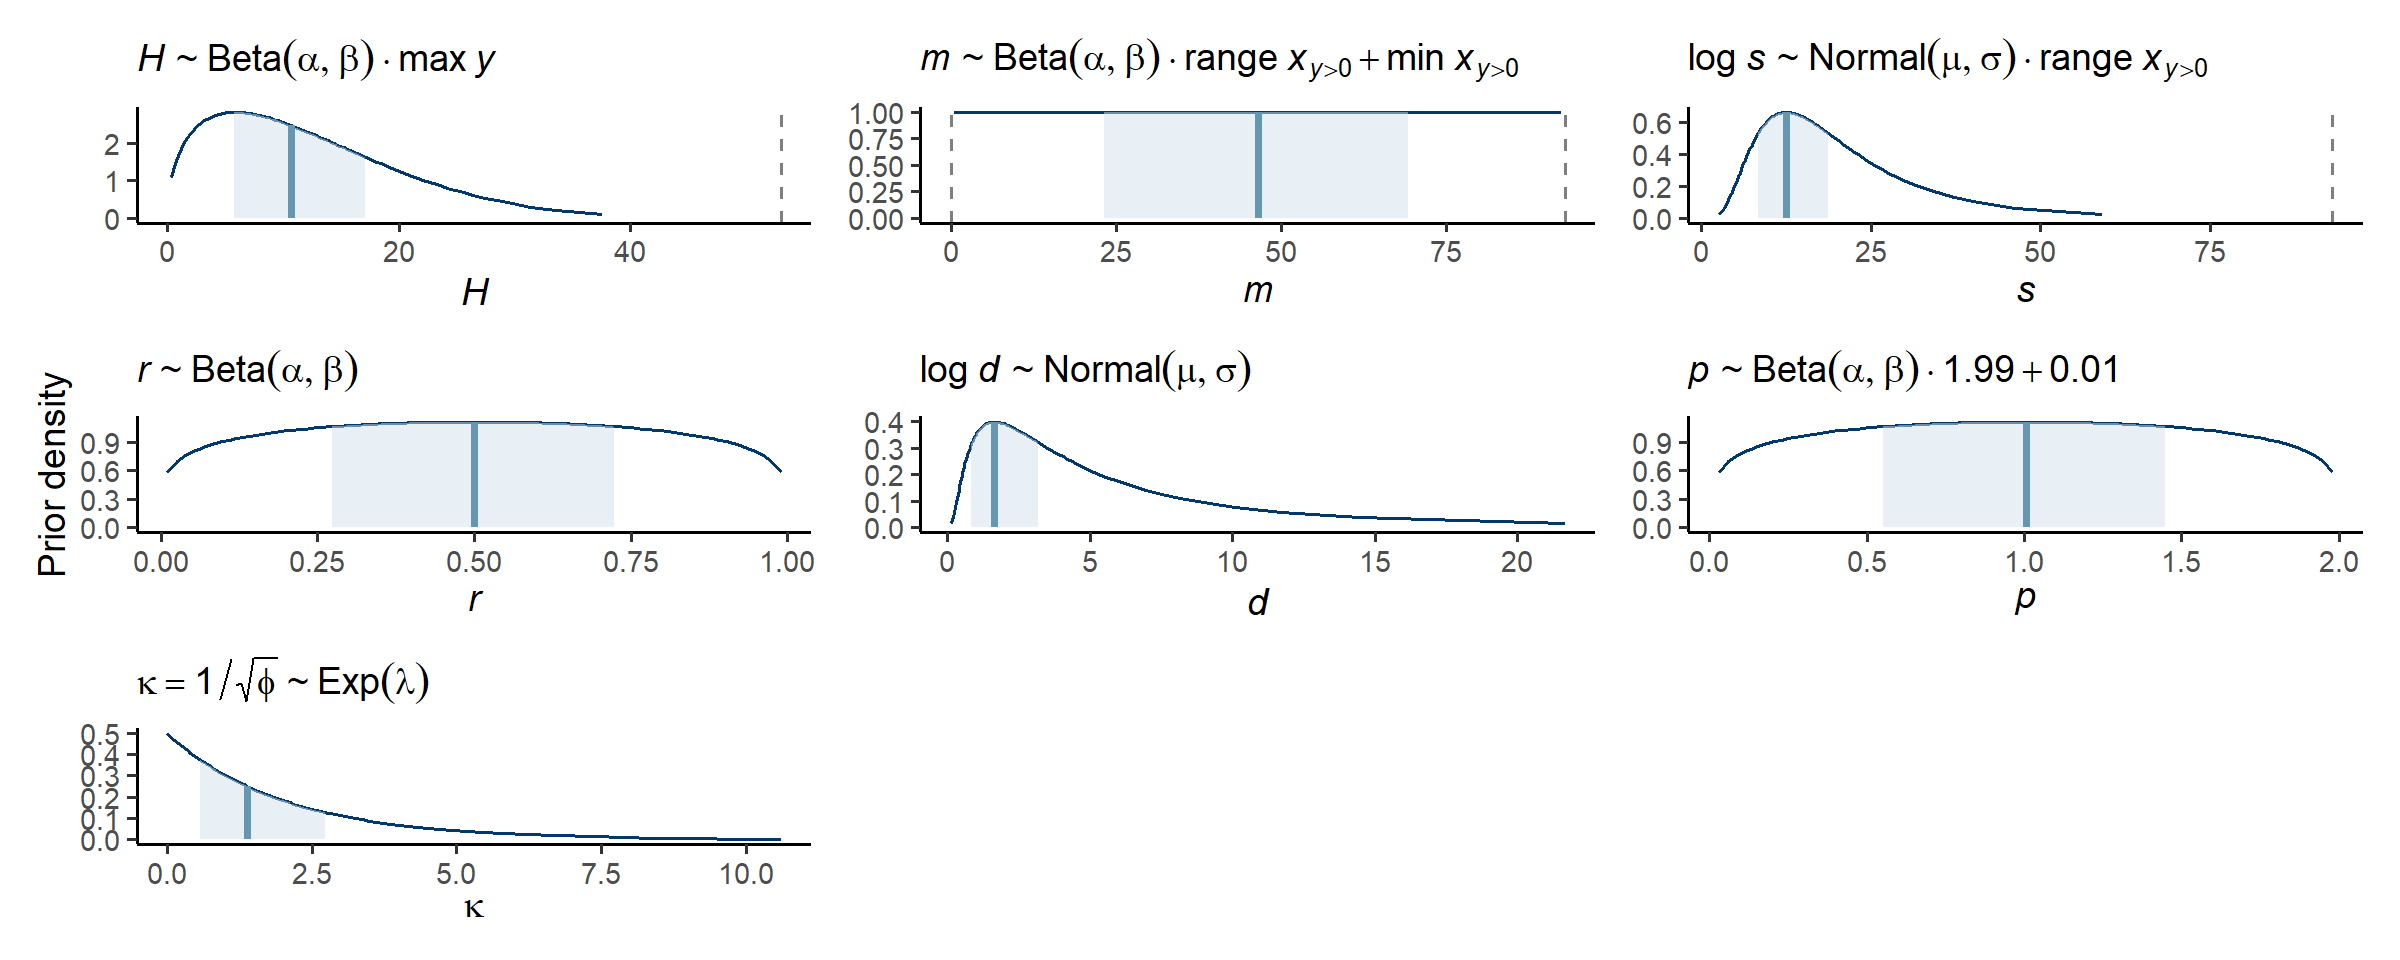 H ~ Beta(α, β) · max y
2
1
0
0 20 40
H
m ~ Beta(α, β) · range x_{y>0} + min x_{y>0}
1.00
0.75
0.50
0.25
0.00
0 25 50 75
m
log s ~ Normal(μ, σ) · range x_{y>0}
0.6
0.4
0.2
0.0
0 25 50 75
s
Prior density
r ~ Beta(α, β)
0.9
0.6
0.3
0.0
0.00 0.25 0.50 0.75 1.00
r
log d ~ Normal(μ, σ)
0.4
0.3
0.2
0.1
0.0
0 5 10 15 20
d
p ~ Beta(α, β) · 1.99 + 0.01
0.9
0.6
0.3
0.0
0.0 0.5 1.0 1.5 2.0
p
κ = 1/√ϕ ~ Exp(λ)
0.5
0.4
0.3
0.2
0.1
0.0
0.0 2.5 5.0 7.5 10.0
κ